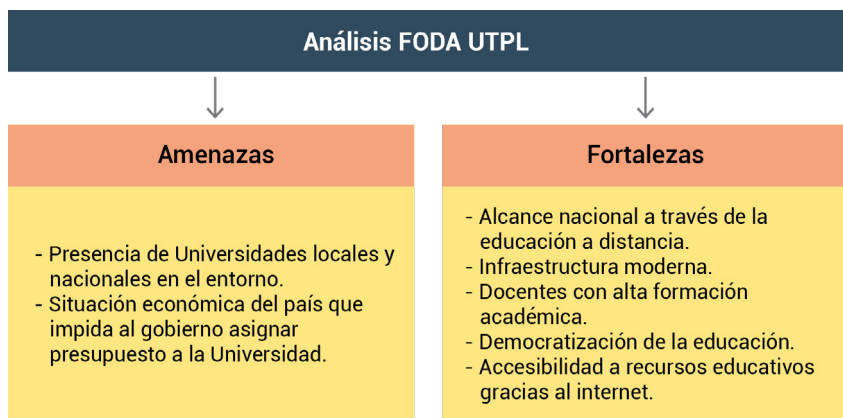 Análisis FODA UTPL
Amenazas
- Presencia de Universidades locales y
nacionales en el entorno.
- Situación económica del país que
impida al gobierno asignar
presupuesto a la Universidad.
Fortalezas
- Alcance nacional a través de la
educación a distancia.
- Infraestructura moderna.
- Docentes con alta formación
académica.
- Democratización de la educación.
- Accesibilidad a recursos educativos
gracias al internet.